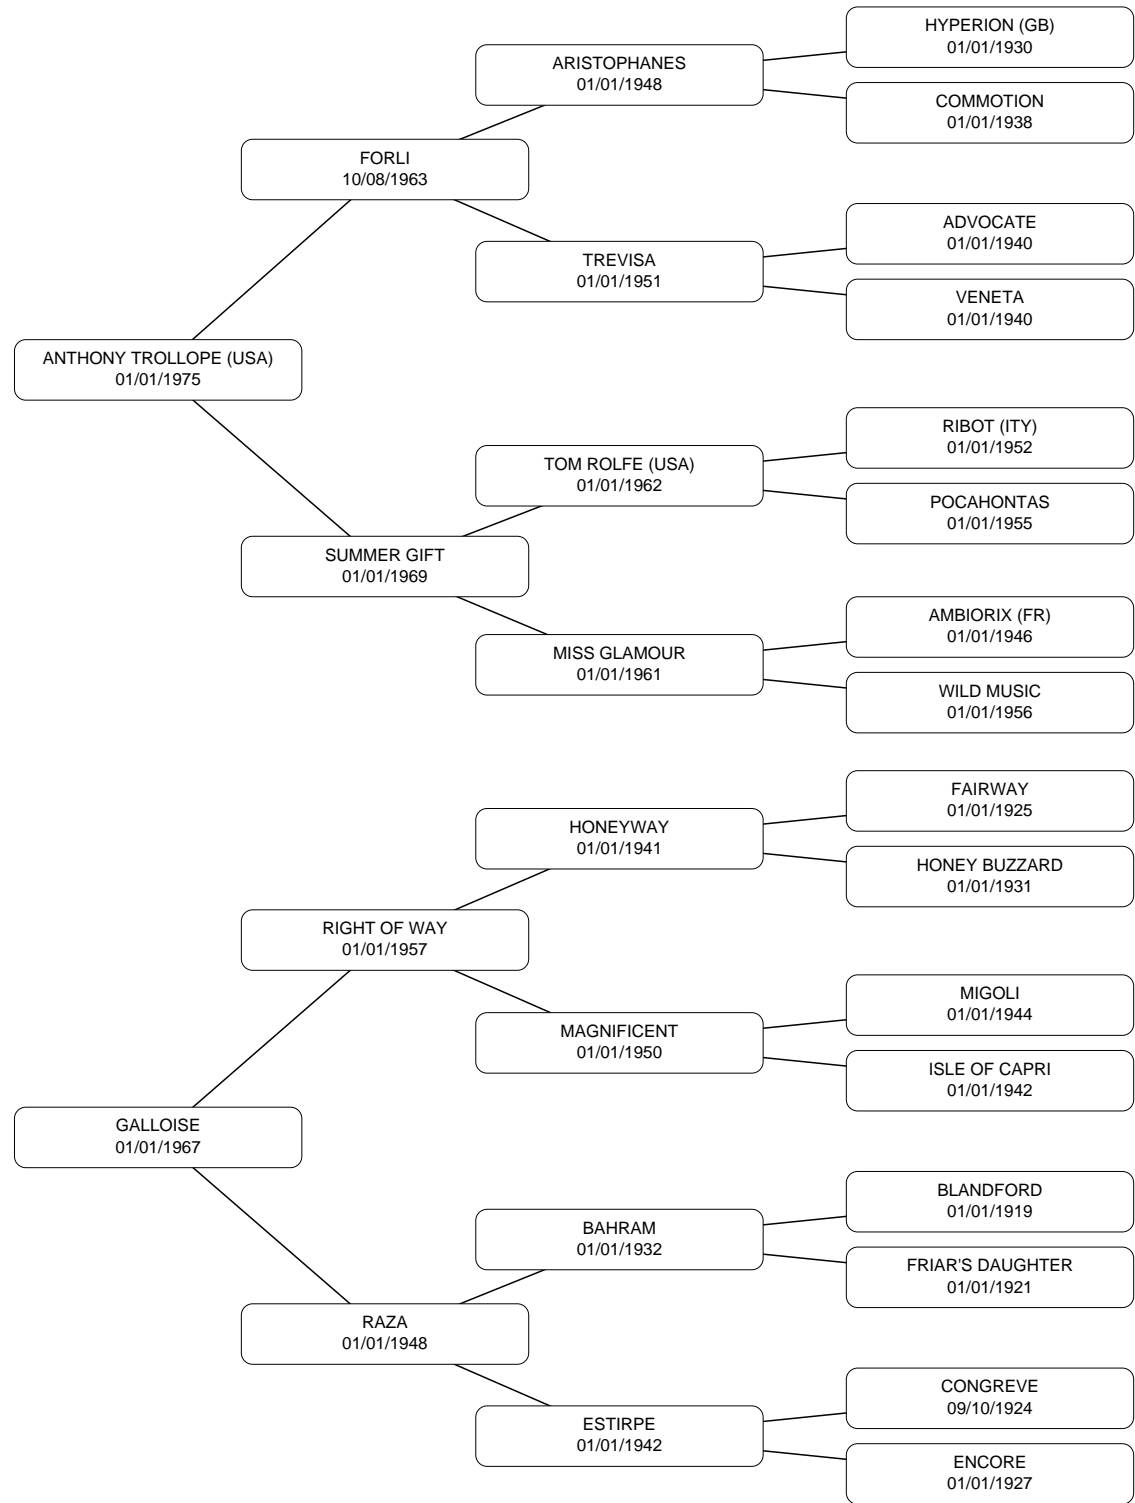 HYPERION (GB)
01/01/1930
ARISTOPHANES
01/01/1948
COMMOTION
01/01/1938
FORLI
10/08/1963
ADVOCATE
01/01/1940
TREVISA
01/01/1951
VENETA
01/01/1940
ANTHONY TROLLOPE (USA)
01/01/1975
RIBOT (ITY)
01/01/1952
TOM ROLFE (USA)
01/01/1962
POCAHONTAS
01/01/1955
SUMMER GIFT
01/01/1969
AMBIORIX (FR)
01/01/1946
MISS GLAMOUR
01/01/1961
WILD MUSIC
01/01/1956
FAIRWAY
01/01/1925
HONEYWAY
01/01/1941
HONEY BUZZARD
01/01/1931
RIGHT OF WAY
01/01/1957
MIGOLI
01/01/1944
MAGNIFICENT
01/01/1950
ISLE OF CAPRI
01/01/1942
GALLOISE
01/01/1967
BLANDFORD
01/01/1919
BAHRAM
01/01/1932
FRIAR'S DAUGHTER
01/01/1921
RAZA
01/01/1948
CONGREVE
09/10/1924
ESTIRPE
01/01/1942
ENCORE
01/01/1927